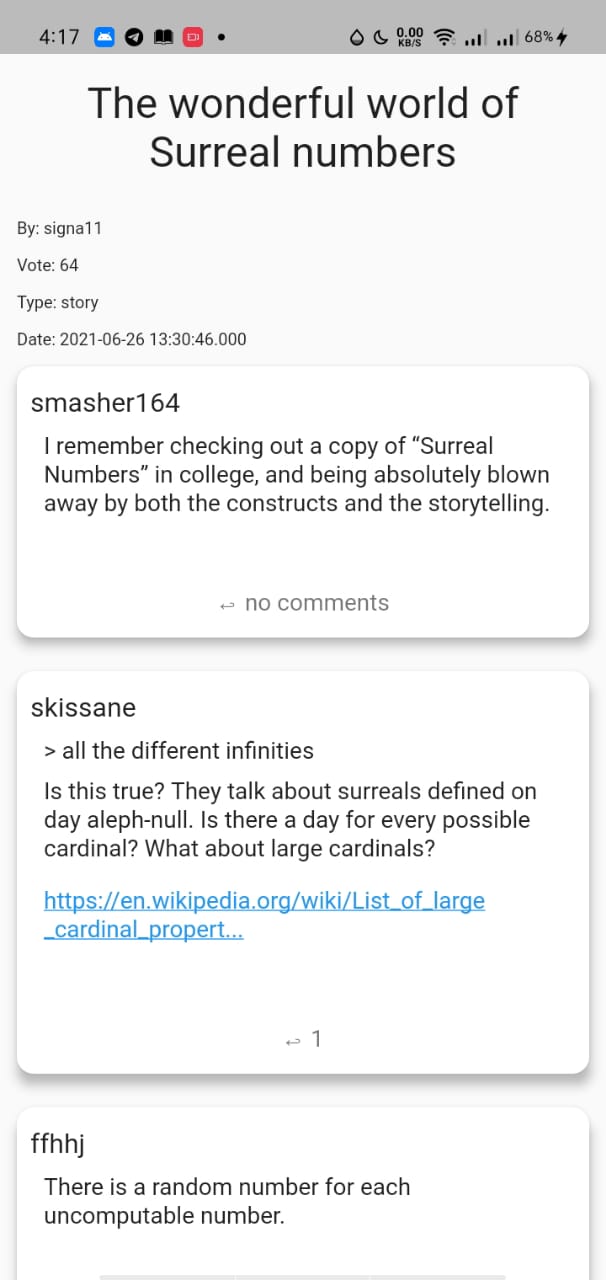 4:17
0.00
KB/S
68%
The wonderful world of
Surreal numbers
By: signa11
Vote: 64
Type: story
Date: 2021-06-26 13:30:46.000
smasher164
I remember checking out a copy of “Surreal
Numbers” in college, and being absolutely blown
away by both the constructs and the storytelling.
↩ no comments
skissane
> all the different infinities
Is this true? They talk about surreals defined on
day aleph-null. Is there a day for every possible
cardinal? What about large cardinals?
https://en.wikipedia.org/wiki/List_of_large
_cardinal_propert...
↩ 1
ffhhj
There is a random number for each
uncomputable number.